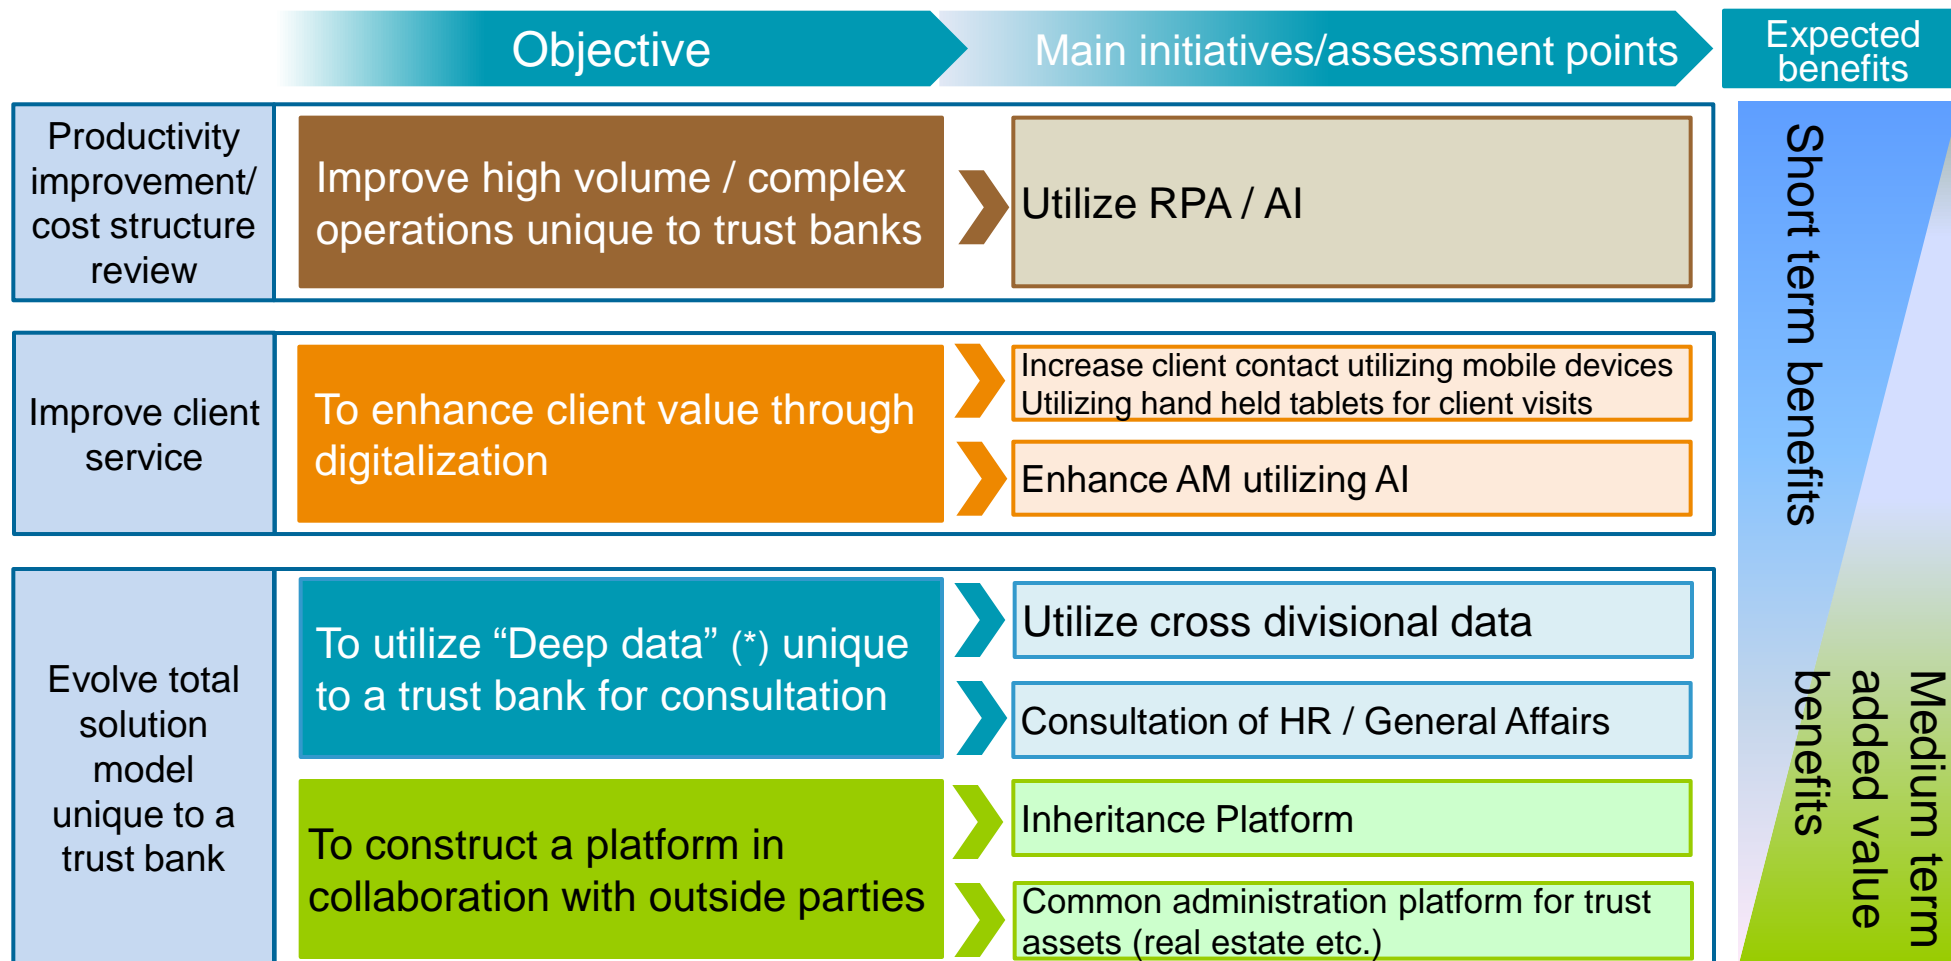 Objective
Main initiatives/assessment points
Expected
benefits
Productivity
improvement/
cost structure
review
Improve high volume / complex
operations unique to trust banks
Utilize RPA / AI
Improve client
service
To enhance client value through
digitalization
Increase client contact utilizing mobile devices
Utilizing hand held tablets for client visits
Enhance AM utilizing AI
Evolve total
solution
model
unique to a
trust bank
To utilize “Deep data” (*) unique
to a trust bank for consultation
Utilize cross divisional data
Consultation of HR / General Affairs
To construct a platform in
collaboration with outside parties
Inheritance Platform
Common administration platform for trust
assets (real estate etc.)
Short term benefits
Medium term
added value
benefits